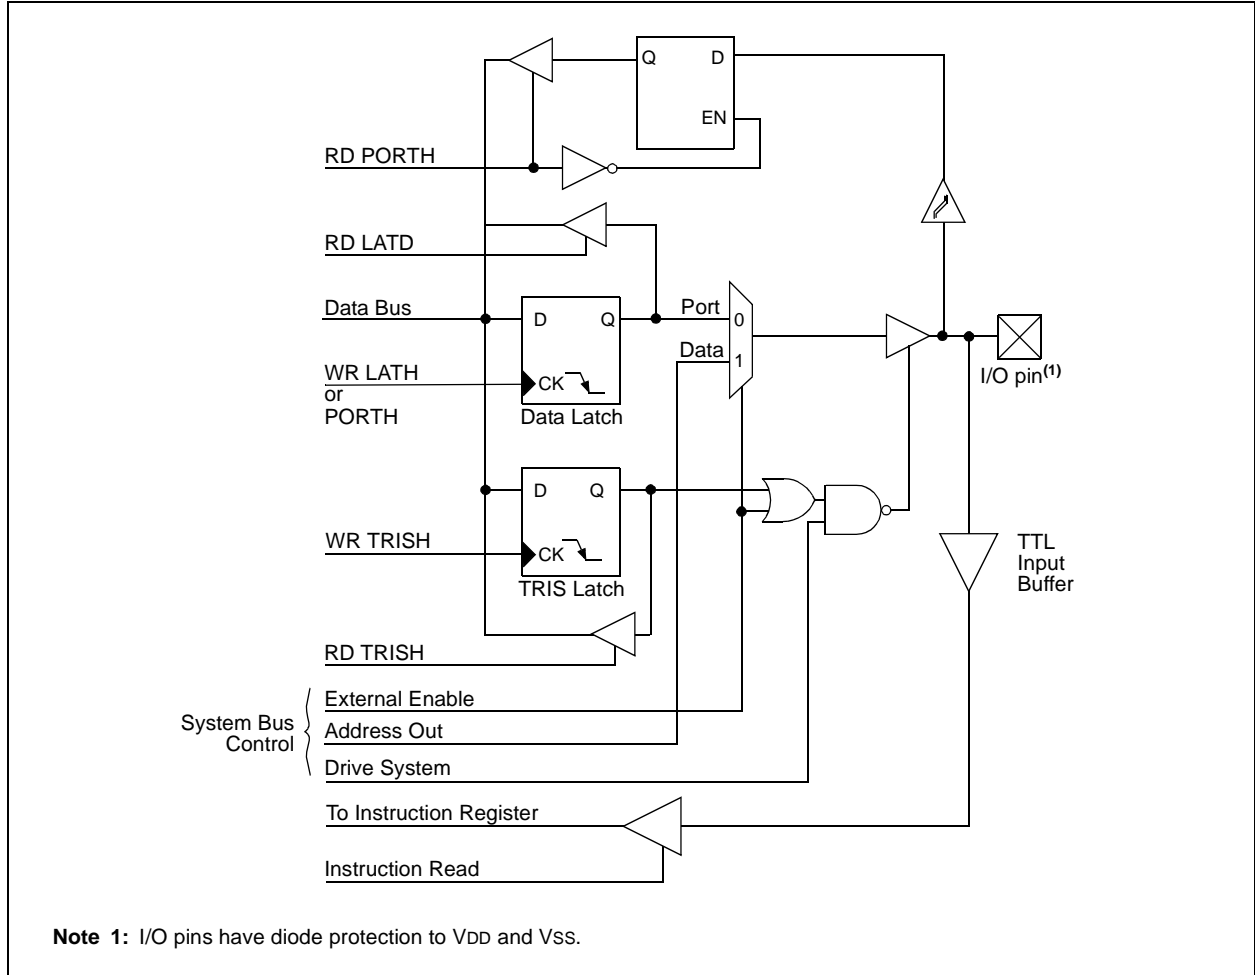 Q D
EN
RD PORTH
RD LATD
Data Bus
D Q
Port
0
Data
1
WR LATH
or
PORTH
CK
Data Latch
I/O pin(1)
D Q
WR TRISH
CK
TRIS Latch
TTL
Input
Buffer
RD TRISH
System Bus
Control
External Enable
Address Out
Drive System
To Instruction Register
Instruction Read
Note 1: I/O pins have diode protection to VDD and VSS.